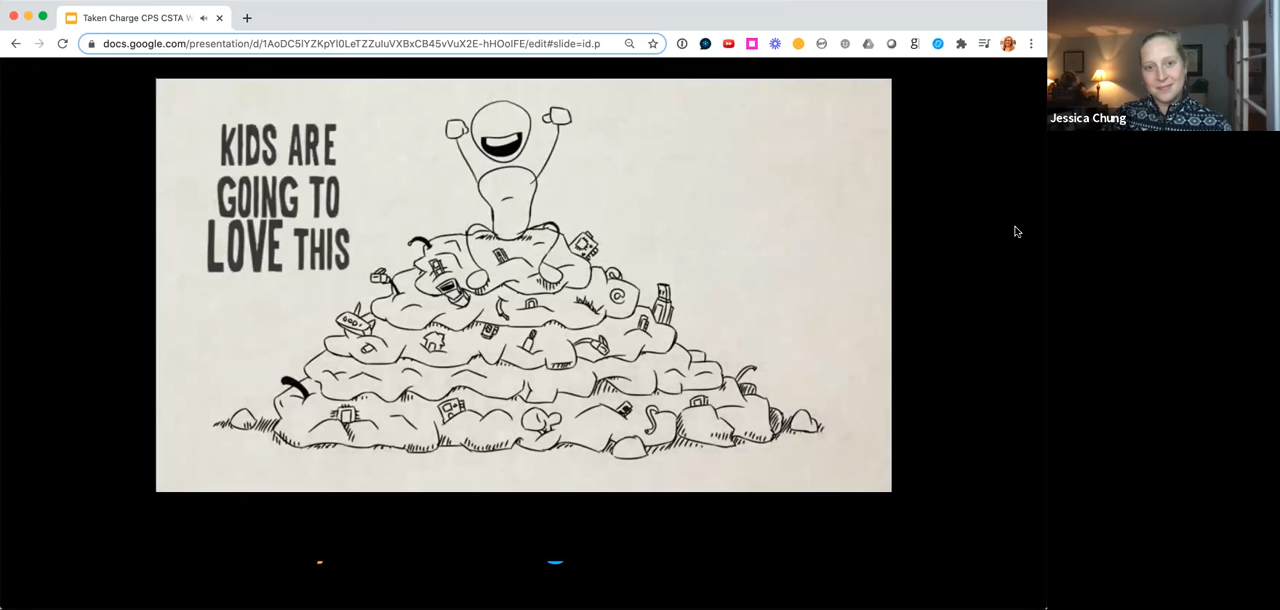 Taken Charge CPS CSTA W
docs.google.com/presentation/d/1AoDC5IYZKpYl0LeTZZuIuVXBxCB45vVuX2E-hHOoIFE/edit#slide=id.p
Jessica Chung
KIDS ARE
GOING TO
LOVE THIS
@